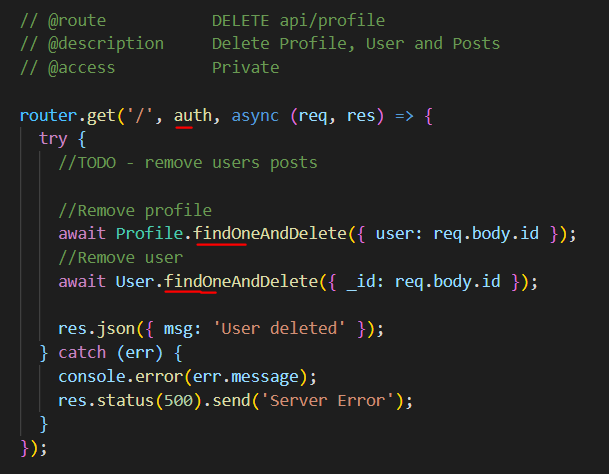 // @route          DELETE api/profile
// @description    Delete Profile, User and Posts
// @access         Private
router.get('/', auth, async (req, res) => {
  try {
    //TODO - remove users posts
    //Remove profile
    await Profile.findOneAndDelete({ user: req.body.id });
    //Remove user
    await User.findOneAndDelete({ _id: req.body.id });
    res.json({ msg: 'User deleted' });
  } catch (err) {
    console.error(err.message);
    res.status(500).send('Server Error');
  }
});